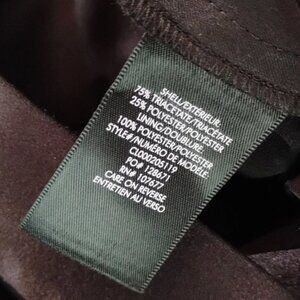 SHELL/EXTÉRIEUR:
75% TRIACETATE/TRIACÉTATE
25% POLYESTER/POLYESTER
LINING/DOUBLURE:
100% POLYESTER/POLYESTER
STYLE#/NUMÉRO DE MODÈLE:
CL000205119
PO# 128671
RN# 107677
CARE ON REVERSE
ENTRETIEN AU VERSO